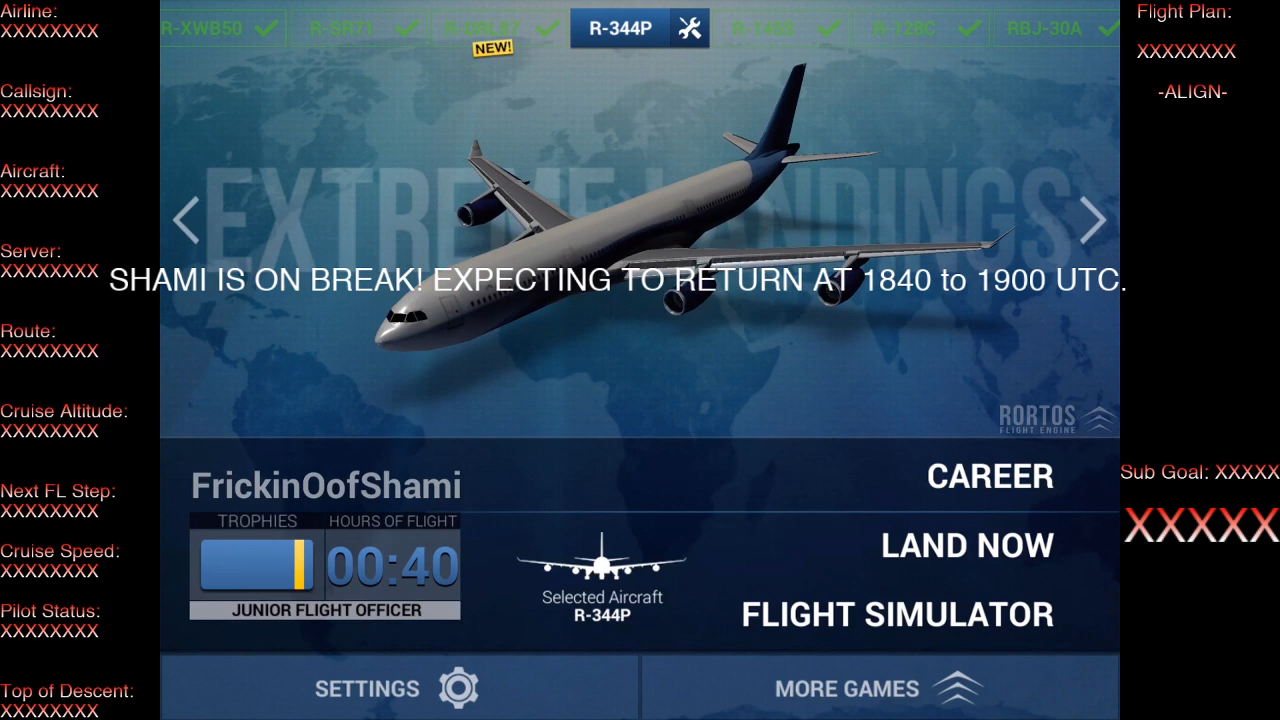 Airline:
XXXXXXXX
Callsign:
XXXXXXXX
Aircraft:
XXXXXXXX
Server:
XXXXXXXX
Route:
XXXXXXXX
Cruise Altitude:
XXXXXXXX
Next FL Step:
XXXXXXXX
Cruise Speed:
XXXXXXXX
Pilot Status:
XXXXXXXX
Top of Descent:
XXXXXXXX
R-XWB50 R-SR71 R-344P R-128C RBJ-30A
NEW!
EXTREME LANDINGS
SHAMI IS ON BREAK! EXPECTING TO RETURN AT 1840 to 1900 UTC.
RORTOS
FLIGHT ENGINE
FrickinOofShami
TROPHIES HOURS OF FLIGHT
00:40
JUNIOR FLIGHT OFFICER
Selected Aircraft
R-344P
CAREER
LAND NOW
FLIGHT SIMULATOR
SETTINGS
MORE GAMES
Flight Plan:
XXXXXXXX
-ALIGN-
Sub Goal: XXXXX
XXXXX